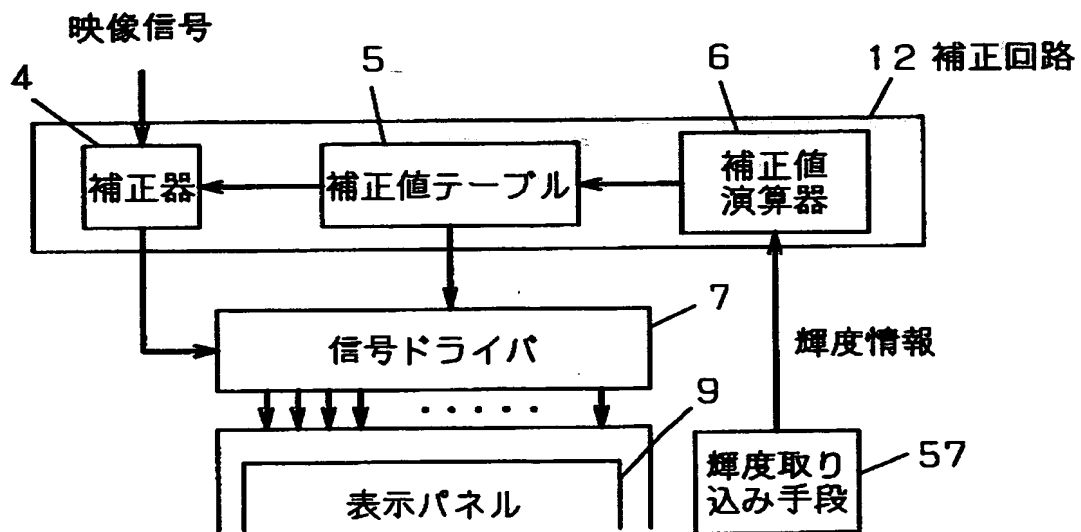 映像信号
4
5
6
12 補正回路
補正器
補正値テーブル
補正値
演算器
7
信号ドライバ
輝度情報
9
表示パネル
輝度取り
込み手段
57